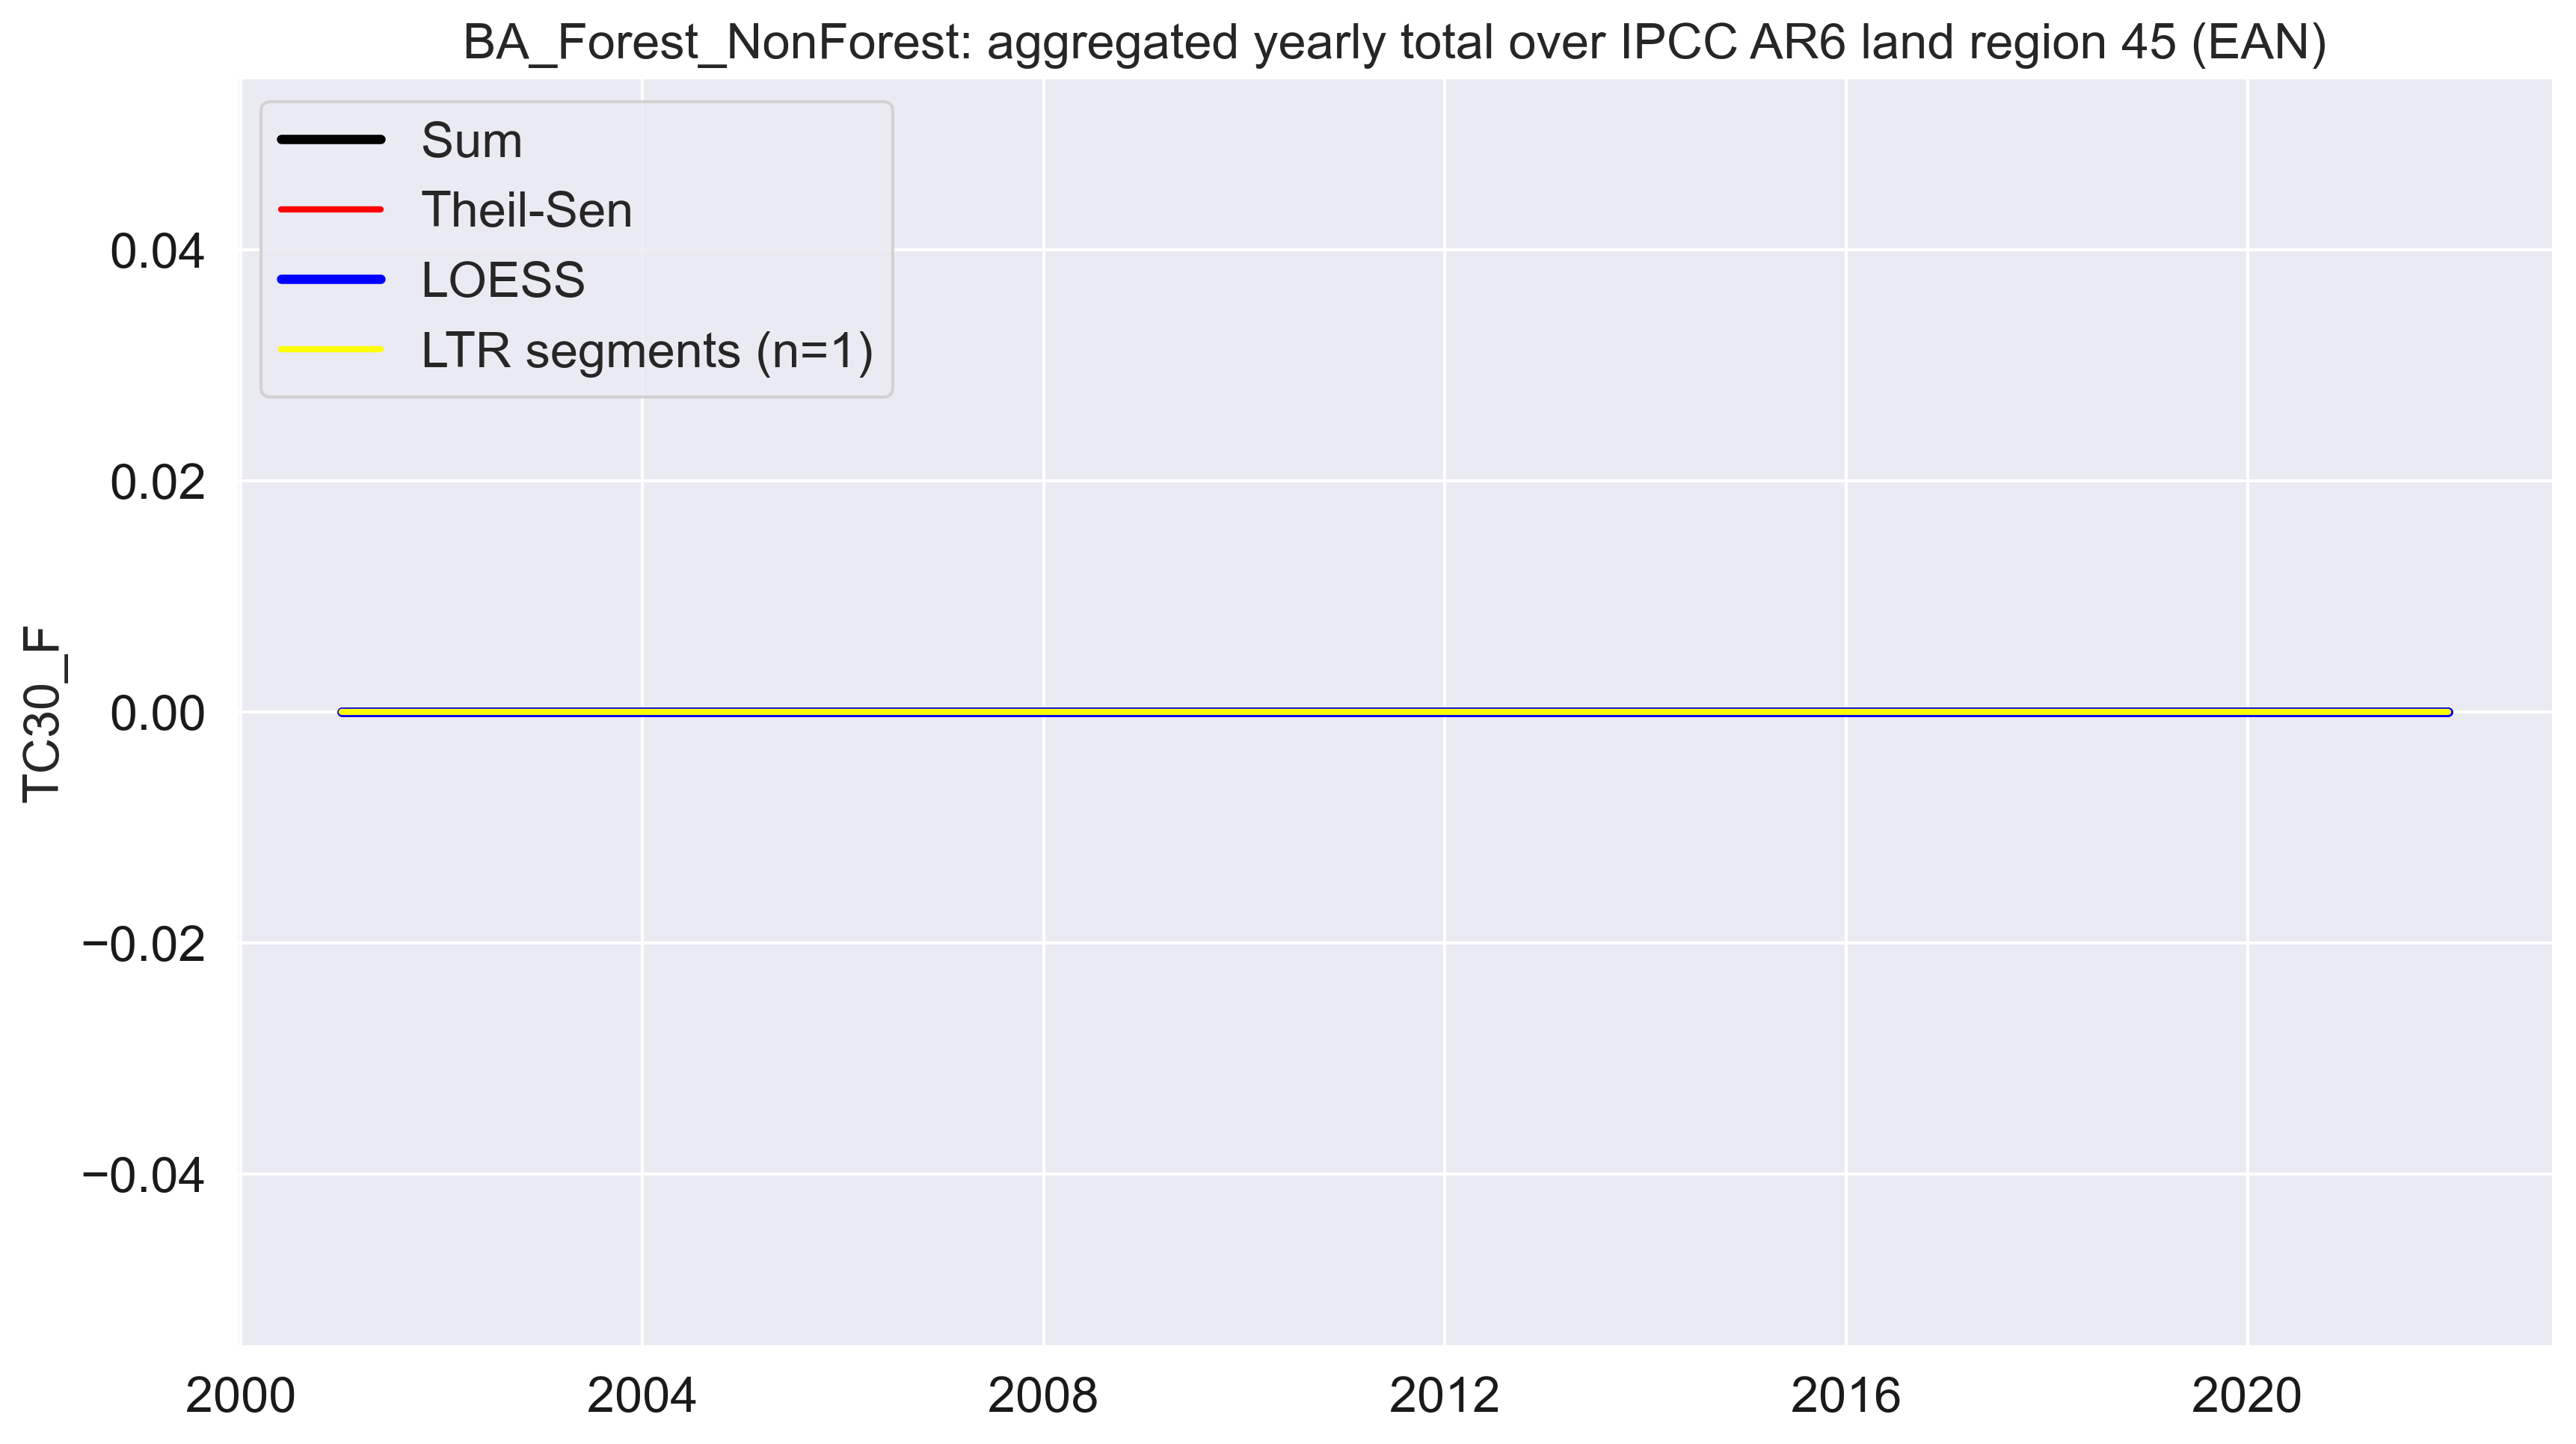 BA_Forest_NonForest: aggregated yearly total over IPCC AR6 land region 45 (EAN)
Sum
Theil-Sen
LOESS
LTR segments (n=1)
0.04
0.02
0.00
−0.02
−0.04
TC30_F
2000 2004 2008 2012 2016 2020